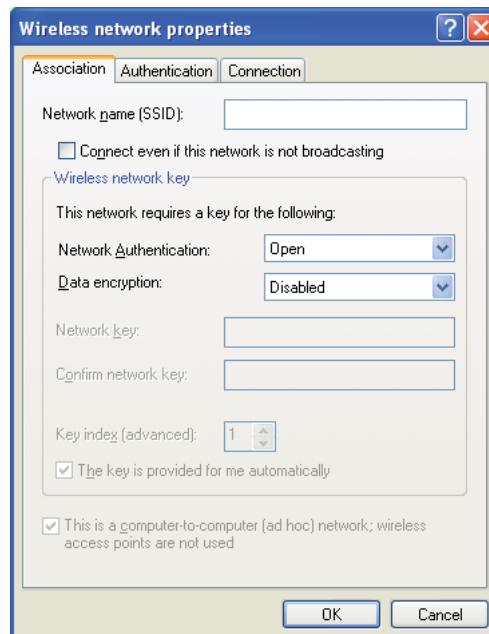 Wireless network properties
Association Authentication Connection
Network name (SSID):
Connect even if this network is not broadcasting
Wireless network key
This network requires a key for the following:
Network Authentication: Open
Data encryption: Disabled
Network key:
Confirm network key:
Key index (advanced): 1
The key is provided for me automatically
This is a computer-to-computer (ad hoc) network; wireless
access points are not used
OK Cancel